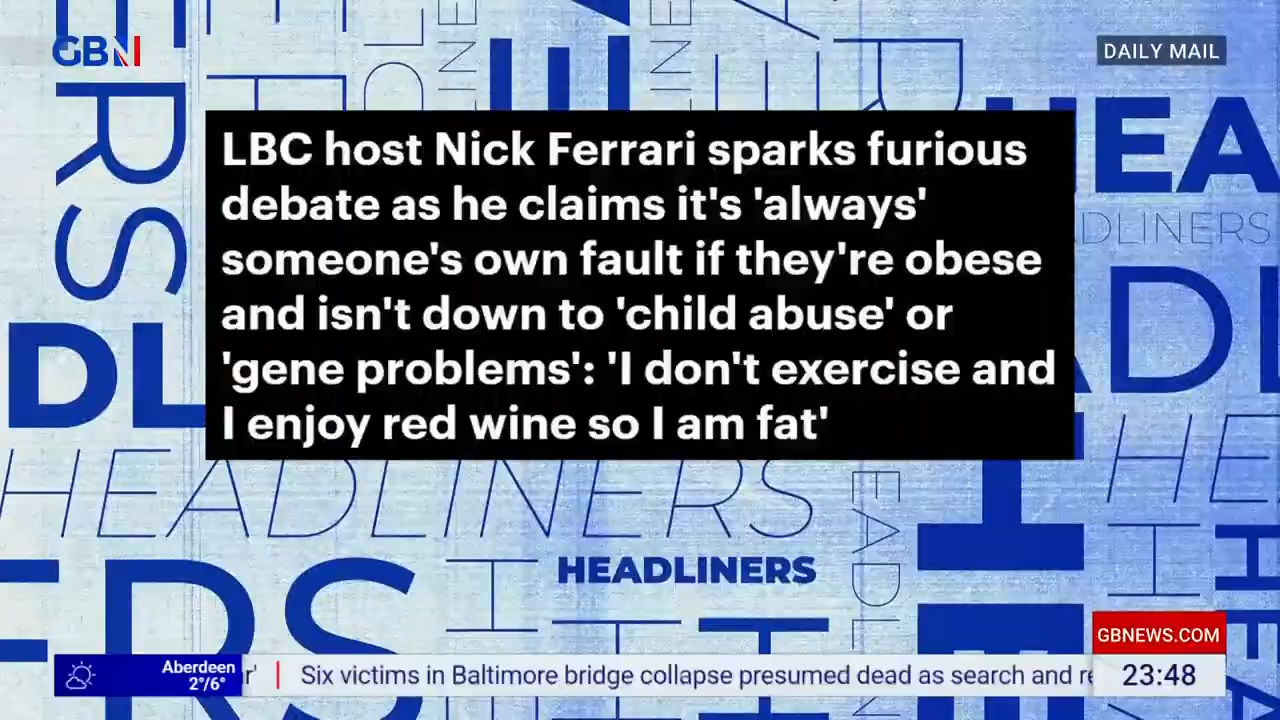 GBN
DAILY MAIL
LBC host Nick Ferrari sparks furious
debate as he claims it's 'always'
someone's own fault if they're obese
and isn't down to 'child abuse' or
'gene problems': 'I don't exercise and
I enjoy red wine so I am fat'
HEADLINERS
HEADLINERS
GBNEWS.COM
Aberdeen
2°/6°
Six victims in Baltimore bridge collapse presumed dead as search and
23:48